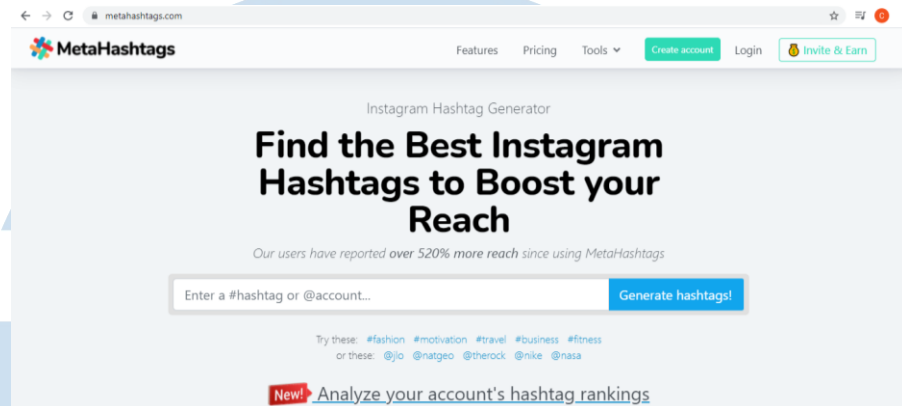 metahashtags.com
C
MetaHashtags
Features Pricing Tools Create account Login Invite & Earn
Instagram Hashtag Generator
Find the Best Instagram
Hashtags to Boost your
Reach
Our users have reported over 520% more reach since using MetaHashtags
Enter a #hashtag or @account... Generate hashtags!
Try these: #fashion #motivation #travel #business #fitness
or these: @jio @natgeo @therock @nike @nasa
New! Analyze your account's hashtag rankings